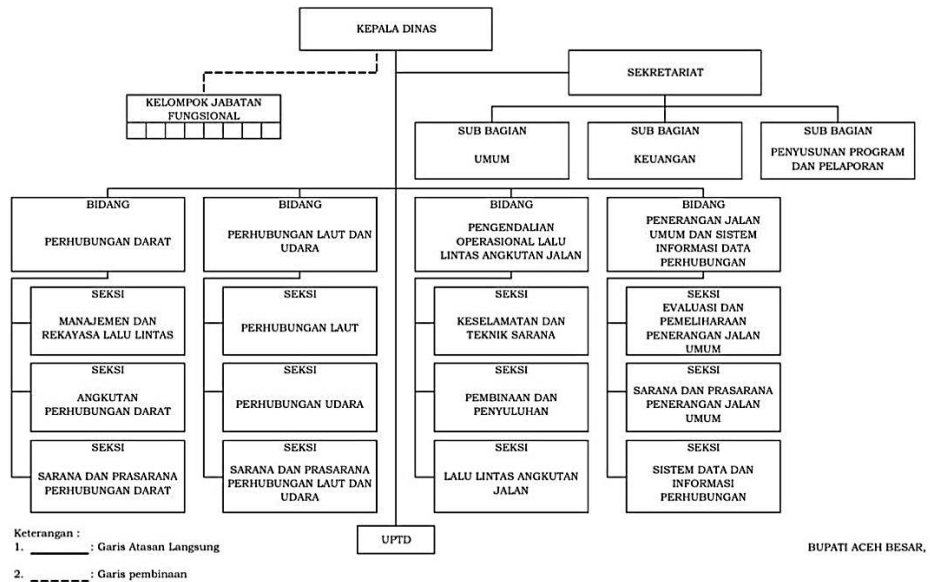 KEPALA DINAS
SEKRETARIAT
KELOMPOK JABATAN
FUNGSIONAL
SUB BAGIAN
UMUM
SUB BAGIAN
KEUANGAN
SUB BAGIAN
PENYUSUNAN PROGRAM
DAN PELAPORAN
BIDANG
PERHUBUNGAN DARAT
BIDANG
PERHUBUNGAN LAUT DAN
UDARA
BIDANG
PENGENDALIAN
OPERASIONAL LALU
LINTAS ANGKUTAN JALAN
BIDANG
PENERANGAN JALAN
UMUM DAN SISTEM
INFORMASI DATA
PERHUBUNGAN
SEKSI
MANAJEMEN DAN
REKAYASA LALU LINTAS
SEKSI
PERHUBUNGAN LAUT
SEKSI
KESELAMATAN DAN
TEKNIK SARANA
SEKSI
EVALUASI DAN
PEMELIHARAAN
PENERANGAN JALAN
UMUM
SEKSI
ANGKUTAN
PERHUBUNGAN DARAT
SEKSI
PERHUBUNGAN UDARA
SEKSI
PEMBINAAN DAN
PENYULUHAN
SEKSI
SARANA DAN PRASARANA
PENERANGAN JALAN
UMUM
SEKSI
SARANA DAN PRASARANA
PERHUBUNGAN DARAT
SEKSI
SARANA DAN PRASARANA
PERHUBUNGAN LAUT DAN
UDARA
SEKSI
LALU LINTAS ANGKUTAN
JALAN
SEKSI
SISTEM DATA DAN
INFORMASI
PERHUBUNGAN
UPTD
Keterangan :
1. : Garis Atasan Langsung
2. : Garis pembinaan
BUPATI ACEH BESAR,